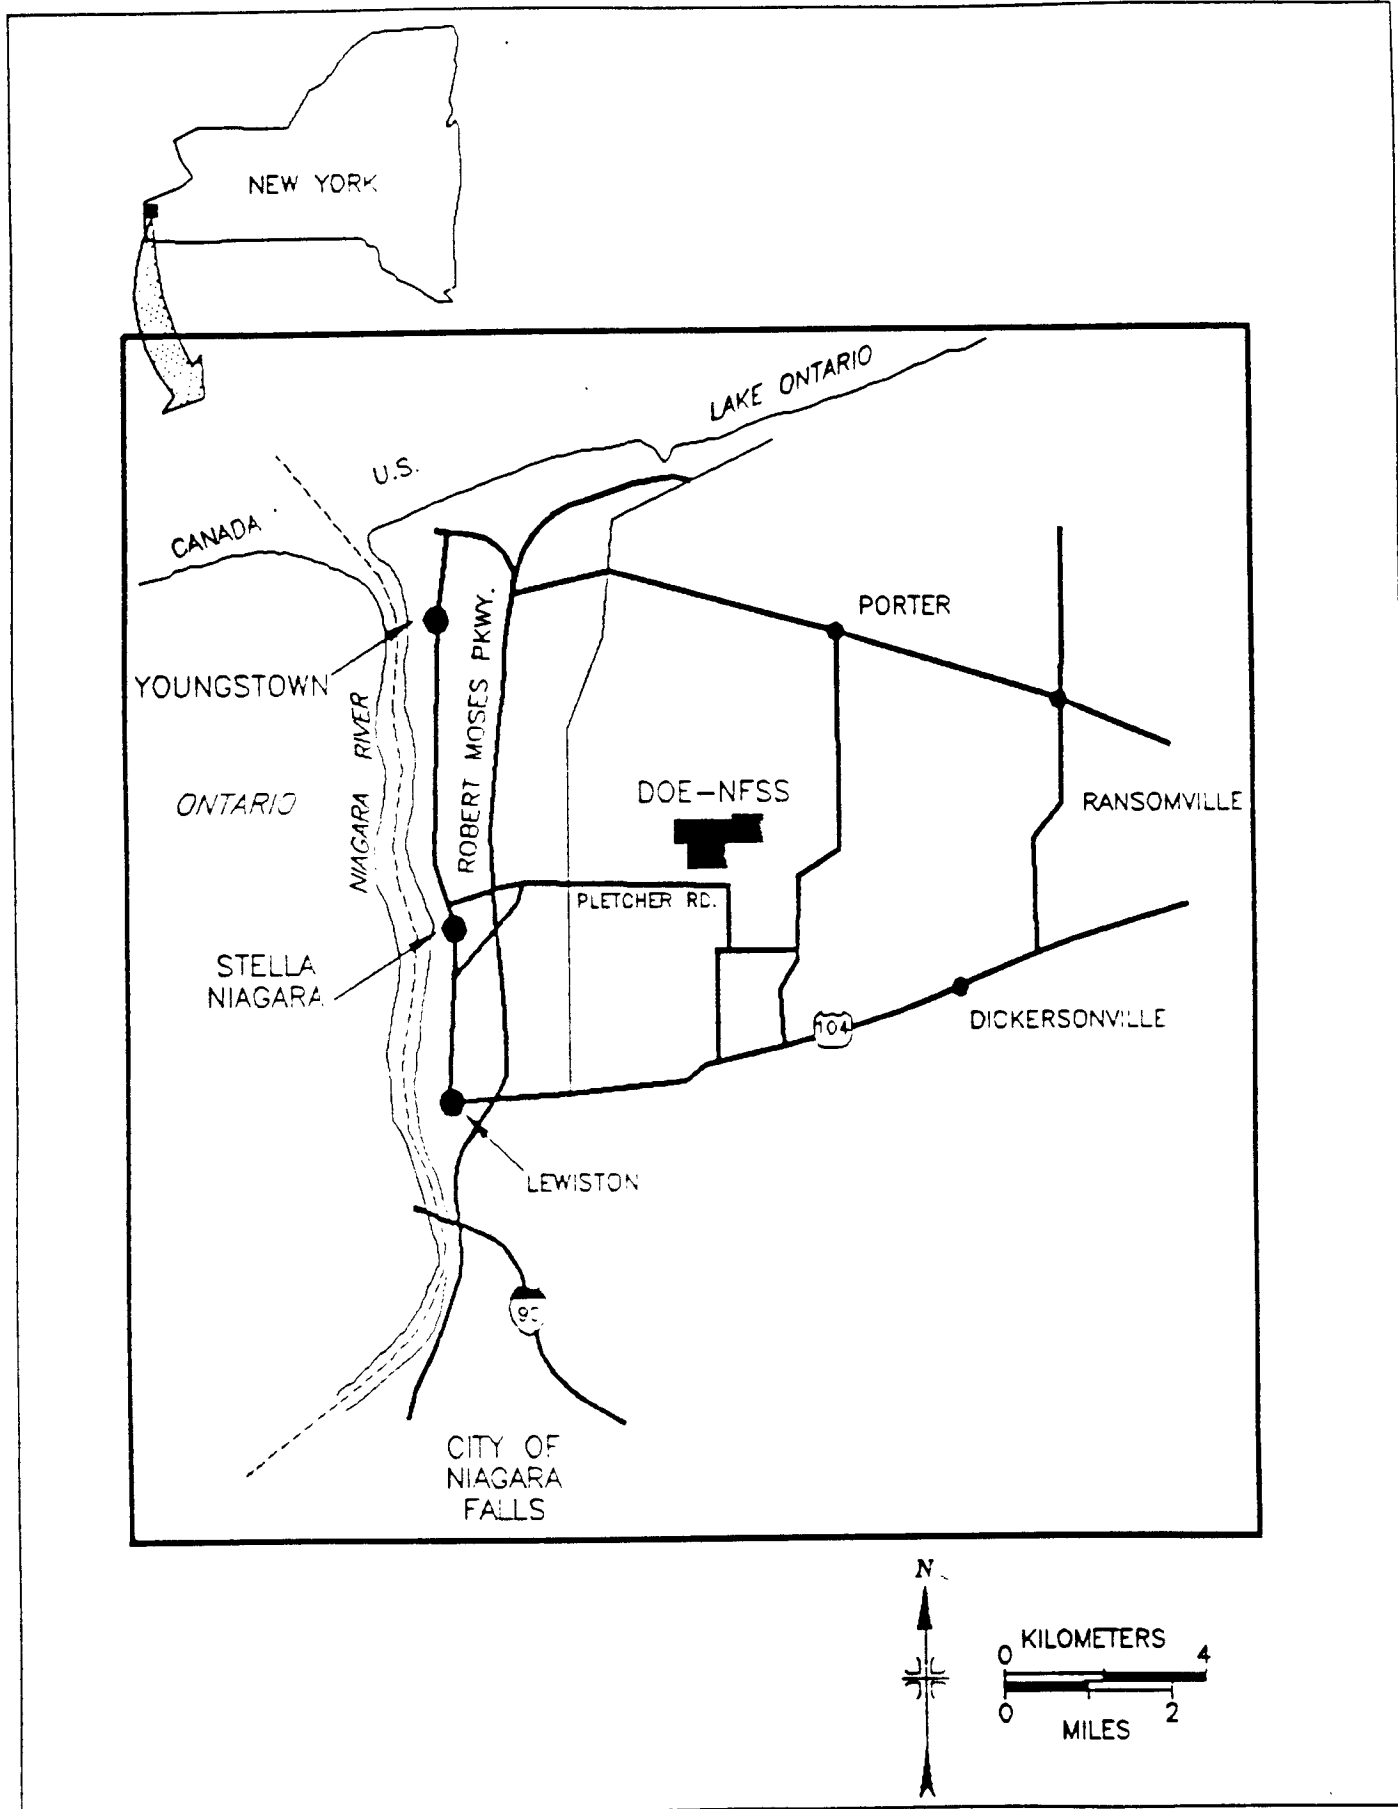 NEW YORK
LAKE ONTARIO
U.S.
CANADA
PORTER
YOUNGSTOWN
ROBERT MOSES PKWY.
NIAGARA RIVER
DOE-NFSS
ONTARIO
RANSOMVILLE
PLETCHER RD.
STELLA
NIAGARA
104
DICKERSONVILLE
LEWISTON
CITY OF
NIAGARA
FALLS
N
KILOMETERS
0 4
0 2
MILES